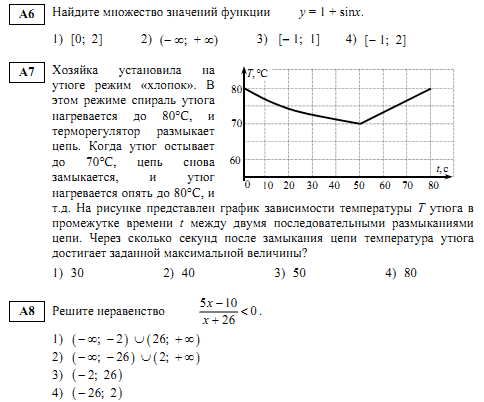 А6 Найдите множество значений функции y = 1 + sinx.
1) [0; 2] 2) (− ∞; + ∞) 3) [− 1; 1] 4) [− 1; 2]
А7 Хозяйка установила на
утюге режим «хлопок». В
этом режиме спираль утюга
нагревается до 80°С, и
терморегулятор размыкает
цепь. Когда утюг остывает
до 70°С, цепь снова
замыкается, и утюг
нагревается опять до 80°С, и
T,°C
80
70
60
t,c
0 10 20 30 40 50 60 70 80
т.д. На рисунке представлен график зависимости температуры T утюга в
промежутке времени t между двумя последовательными размыканиями
цепи. Через сколько секунд после замыкания цепи температура утюга
достигает заданной максимальной величины?
1) 30 2) 40 3) 50 4) 80
А8 Решите неравенство (5x − 10)/(x + 26) < 0.
1) (− ∞; − 2) ∪ (26; + ∞)
2) (− ∞; − 26) ∪ (2; + ∞)
3) (− 2; 26)
4) (− 26; 2)